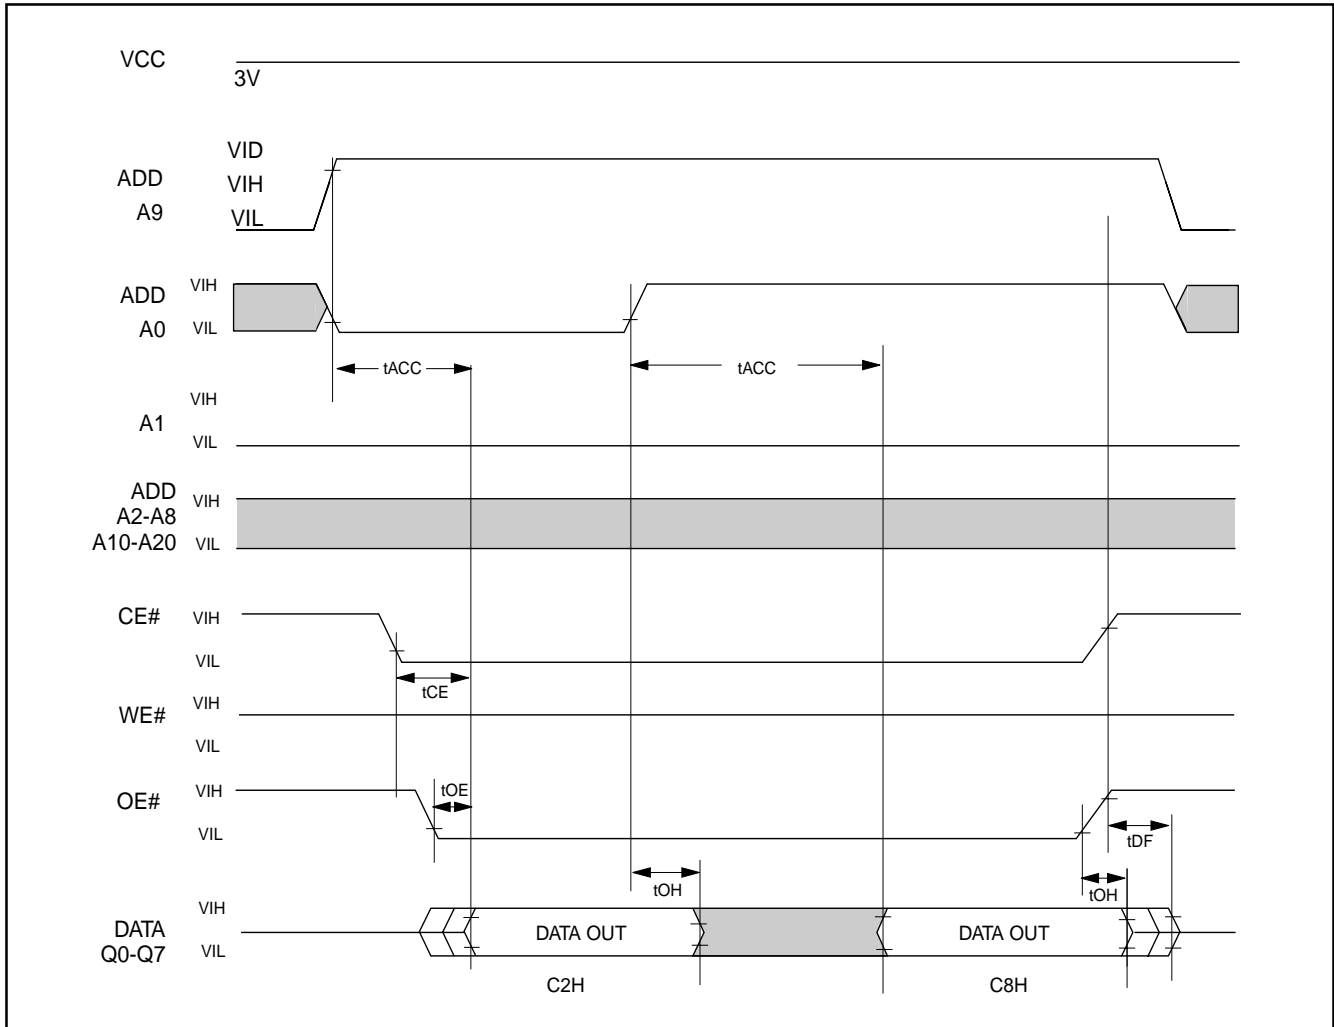 VCC
3V
ADD
A9
VID
VIH
VIL
ADD
A0
VIH
VIL
tACC
tACC
A1
VIH
VIL
ADD
A2-A8
A10-A20
VIH
VIL
CE#
VIH
VIL
tCE
WE#
VIH
VIL
OE#
VIH
VIL
tOE
tDF
tOH
tOH
DATA
Q0-Q7
VIH
VIL
DATA OUT
DATA OUT
C2H
C8H